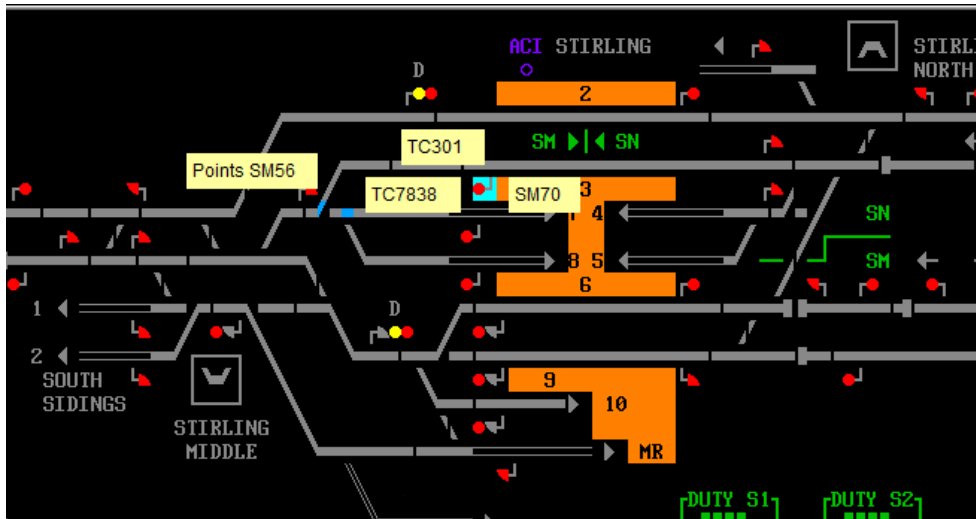 ACI STIRLING
STIRL
NORTH
D
2
TC301
SM SN
Points SM56
TC7838
SM70
3
4
SN
8 5
SM
6
1
D
2
SOUTH
SIDINGS
9
10
STIRLING
MIDDLE
MR
DUTY S1
DUTY S2